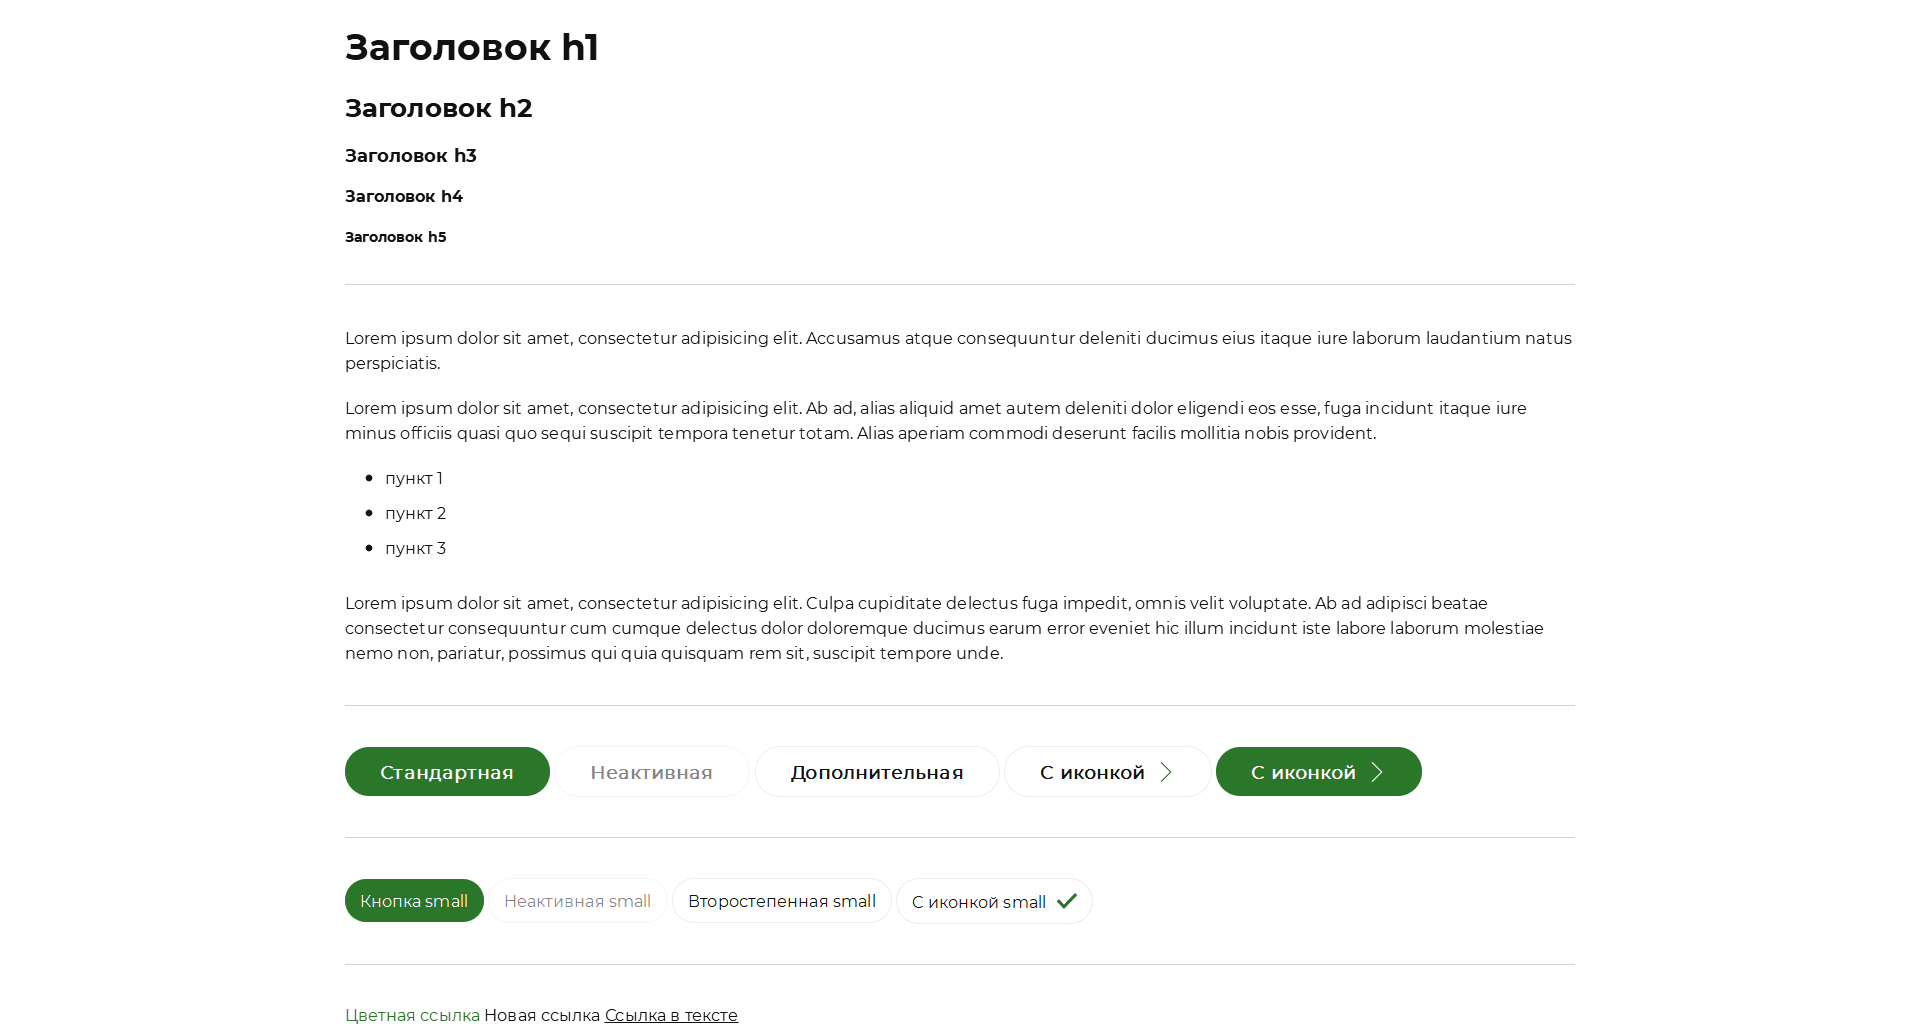 Заголовок h1
Заголовок h2
Заголовок h3
Заголовок h4
Заголовок h5
Lorem ipsum dolor sit amet, consectetur adipisicing elit. Accusamus atque consequuntur deleniti ducimus eius itaque iure laborum laudantium natus
perspiciatis.
Lorem ipsum dolor sit amet, consectetur adipisicing elit. Ab ad, alias aliquid amet autem deleniti dolor eligendi eos esse, fuga incidunt itaque iure
minus officiis quasi quo sequi suscipit tempora tenetur totam. Alias aperiam commodi deserunt facilis mollitia nobis provident.
пункт 1
пункт 2
пункт 3
Lorem ipsum dolor sit amet, consectetur adipisicing elit. Culpa cupiditate delectus fuga impedit, omnis velit voluptate. Ab ad adipisci beatae
consectetur consequuntur cum cumque delectus dolor doloremque ducimus earum error eveniet hic illum incidunt iste labore laborum molestiae
nemo non, pariatur, possimus qui quia quisquam rem sit, suscipit tempore unde.
Стандартная Неактивная Дополнительная С иконкой С иконкой
Кнопка small Неактивная small Второстепенная small С иконкой small
Цветная ссылка Новая ссылка Ссылка в тексте